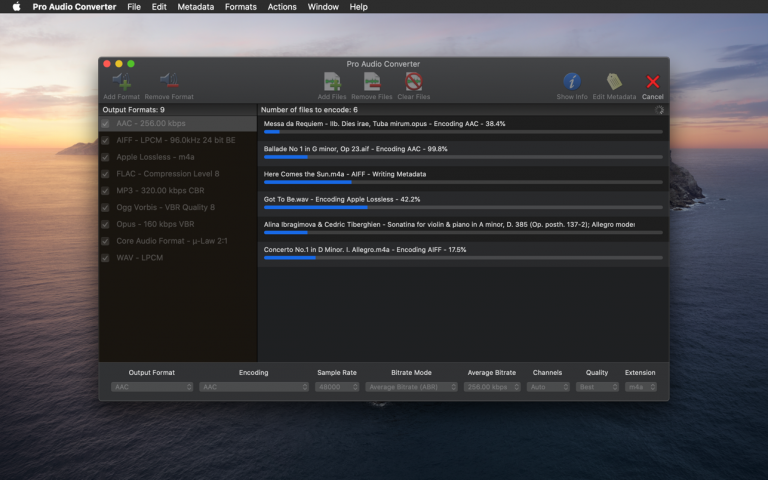 Pro Audio Converter File Edit Metadata Formats Actions Window Help
Pro Audio Converter
Add Format Remove Format Add Files Remove Files Clear Files Show Info Edit Metadata Cancel
Output Formats: 9
Number of files to encode: 6
AAC - 256.00 kbps
AIFF - LPCM - 96.0kHz 24 bit BE
Apple Lossless - m4a
FLAC - Compression Level 8
MP3 - 320.00 kbps CBR
Ogg Vorbis - VBR Quality 8
Opus - 160 kbps VBR
Core Audio Format - µ-Law 2:1
WAV - LPCM
Messa da Requiem - IIb. Dies irae, Tuba mirum.opus - Encoding AAC - 38.4%
Ballade No 1 in G minor, Op 23.aif - Encoding AAC - 99.8%
Here Comes the Sun.m4a - AIFF - Writing Metadata
Got To Be.wav - Encoding Apple Lossless - 42.2%
Alina Ibragimova & Cedric Tiberghien - Sonatina for violin & piano in A minor, D. 385 (Op. posth. 137-2); Allegro mode
Concerto No.1 in D Minor. I. Allegro.m4a - Encoding AIFF - 17.5%
Output Format Encoding Sample Rate Bitrate Mode Average Bitrate Channels Quality Extension
AAC AAC 48000 Average Bitrate (ABR) 256.00 kbps Auto Best m4a